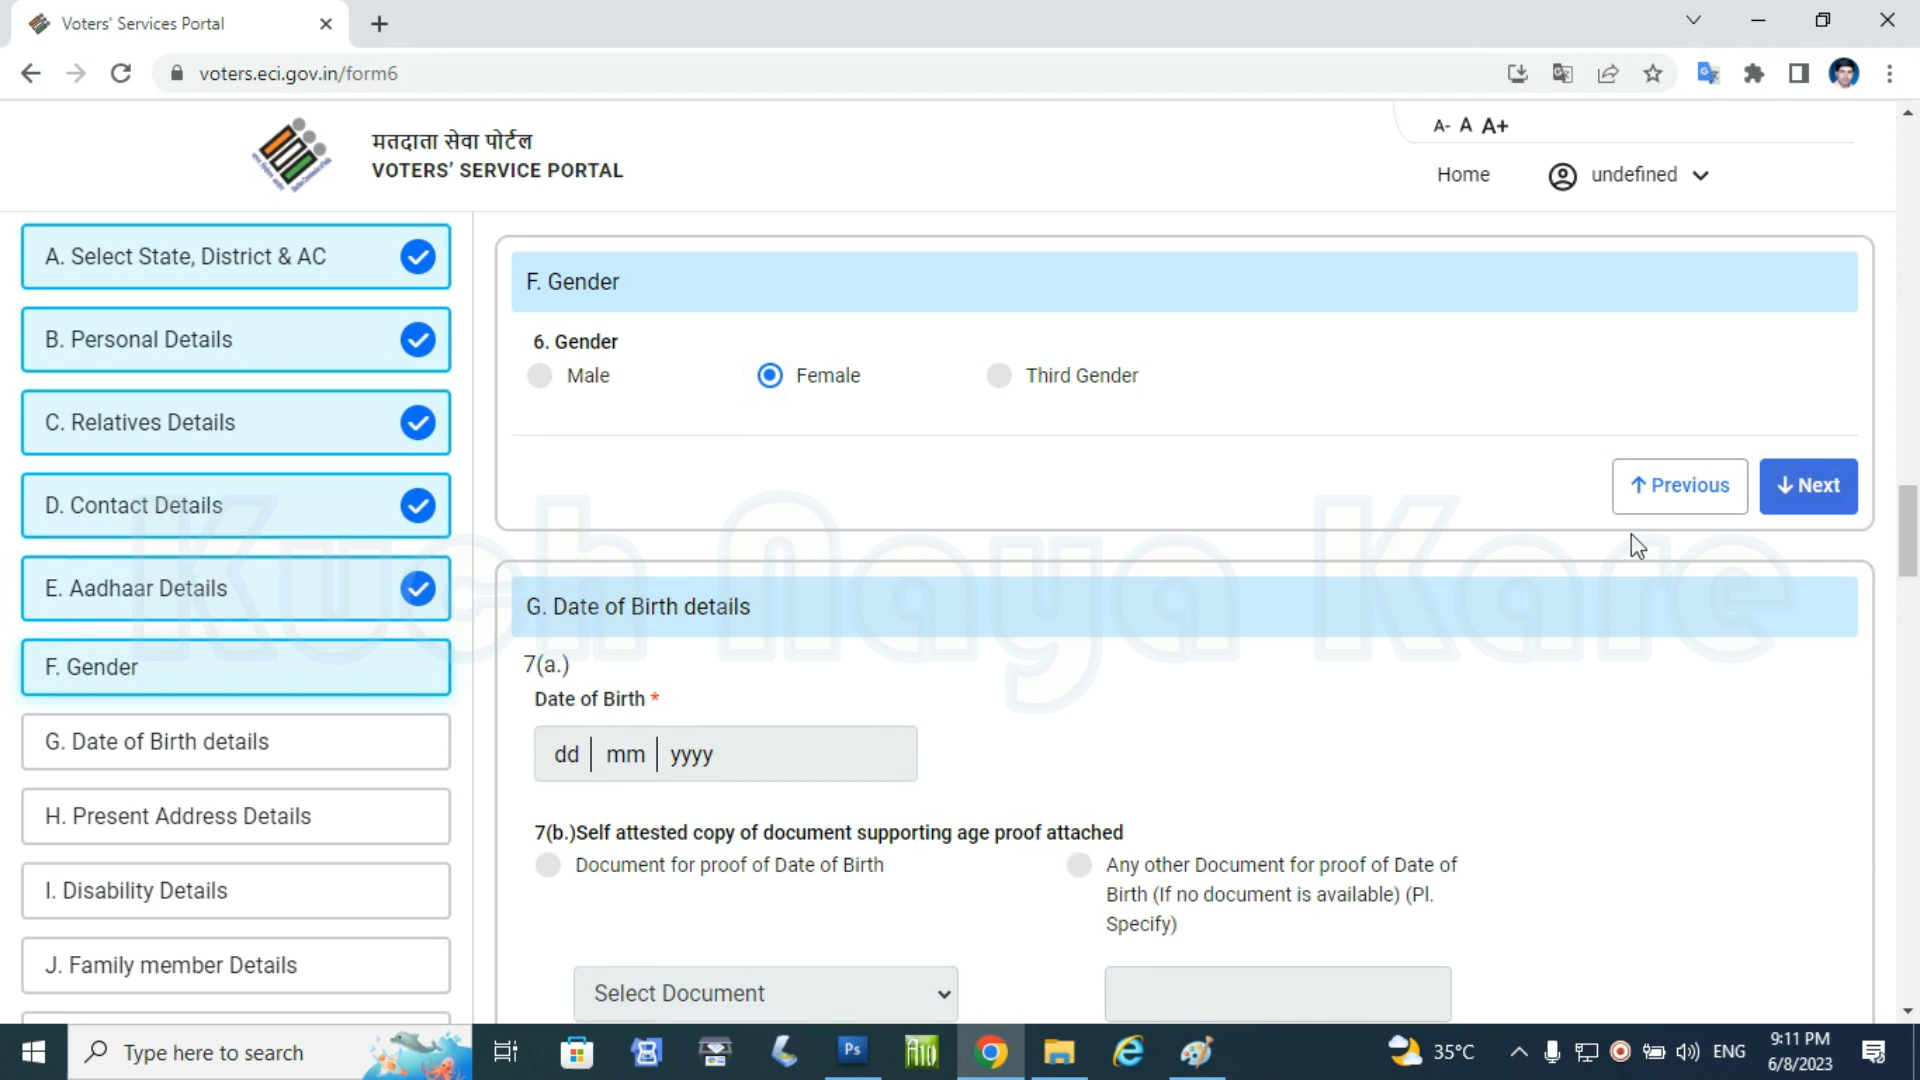 Voters' Services Portal
voters.eci.gov.in/form6
मतदाता सेवा पोर्टल
VOTERS' SERVICE PORTAL
A- A A+
Home
undefined
A. Select State, District & AC
B. Personal Details
C. Relatives Details
D. Contact Details
E. Aadhaar Details
F. Gender
G. Date of Birth details
H. Present Address Details
I. Disability Details
J. Family member Details
F. Gender
6. Gender
Male
Female
Third Gender
Previous
Next
Kuch Naya Kare
G. Date of Birth details
7(a.)
Date of Birth *
dd mm yyyy
7(b.)Self attested copy of document supporting age proof attached
Document for proof of Date of Birth
Any other Document for proof of Date of
Birth (If no document is available) (Pl.
Specify)
Select Document
Type here to search
Ps
A10
35°C
ENG
9:11 PM
6/8/2023